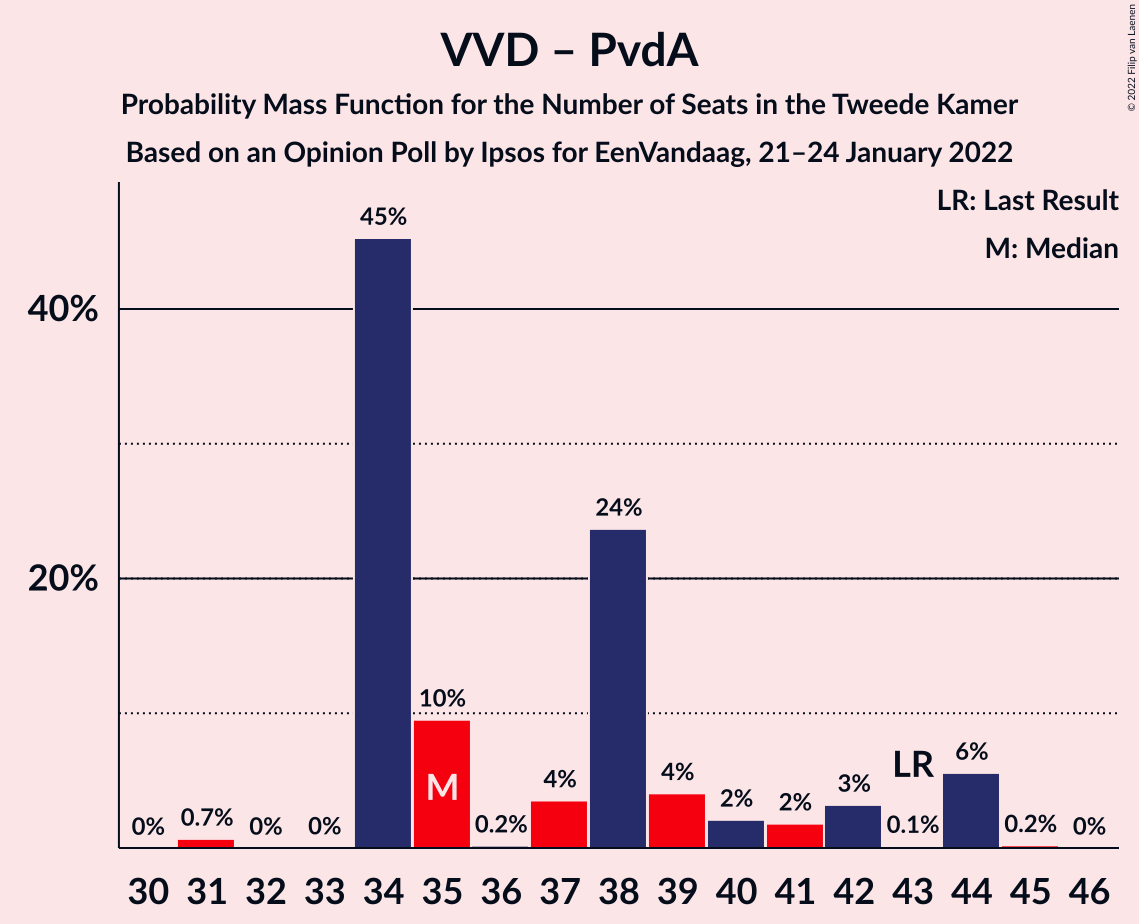 VVD – PvdA
Probability Mass Function for the Number of Seats in the Tweede Kamer
Based on an Opinion Poll by Ipsos for EenVandaag, 21–24 January 2022
© 2022 Filip van Laenen
LR: Last Result
M: Median
40%
20%
0%
0.7%
0%
0%
45%
10%
M
0.2%
4%
24%
4%
2%
2%
3%
LR
0.1%
6%
0.2%
0%
30 31 32 33 34 35 36 37 38 39 40 41 42 43 44 45 46